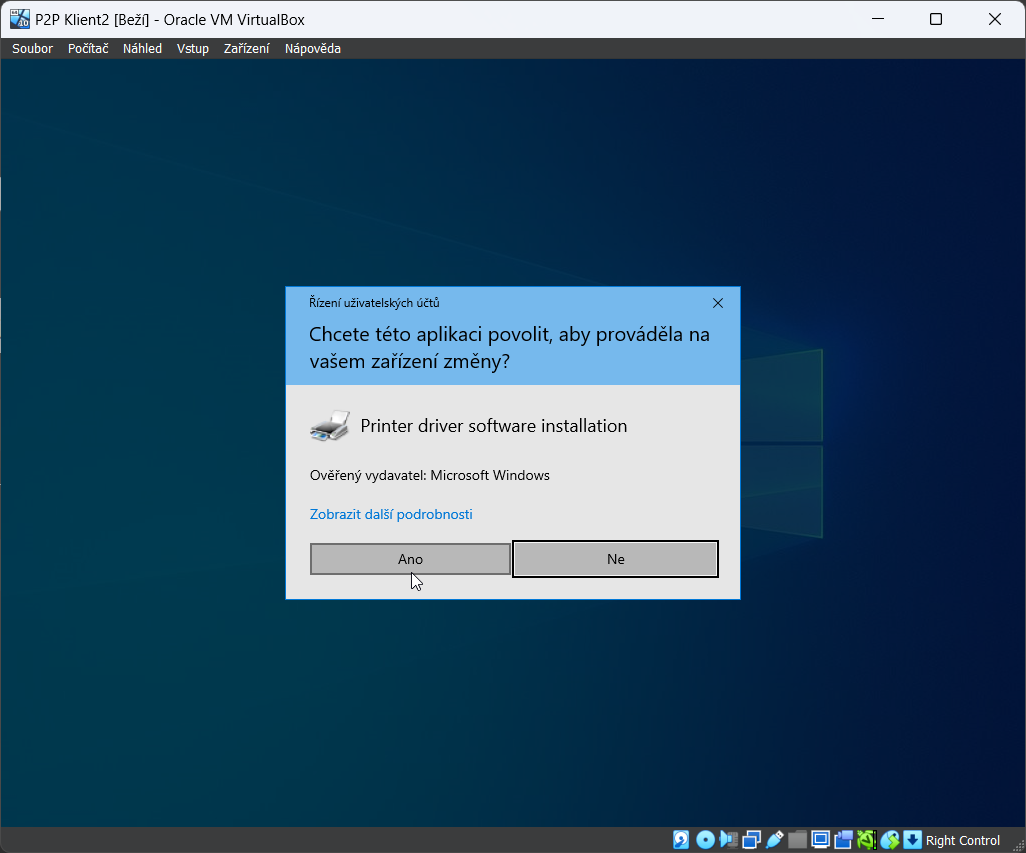 P2P Klient2 [Beží] - Oracle VM VirtualBox
Soubor Počítač Náhled Vstup Zařízení Nápověda
Řízení uživatelských účtů
Chcete této aplikaci povolit, aby prováděla na
vašem zařízení změny?
Printer driver software installation
Ověřený vydavatel: Microsoft Windows
Zobrazit další podrobnosti
Ano Ne
Right Control